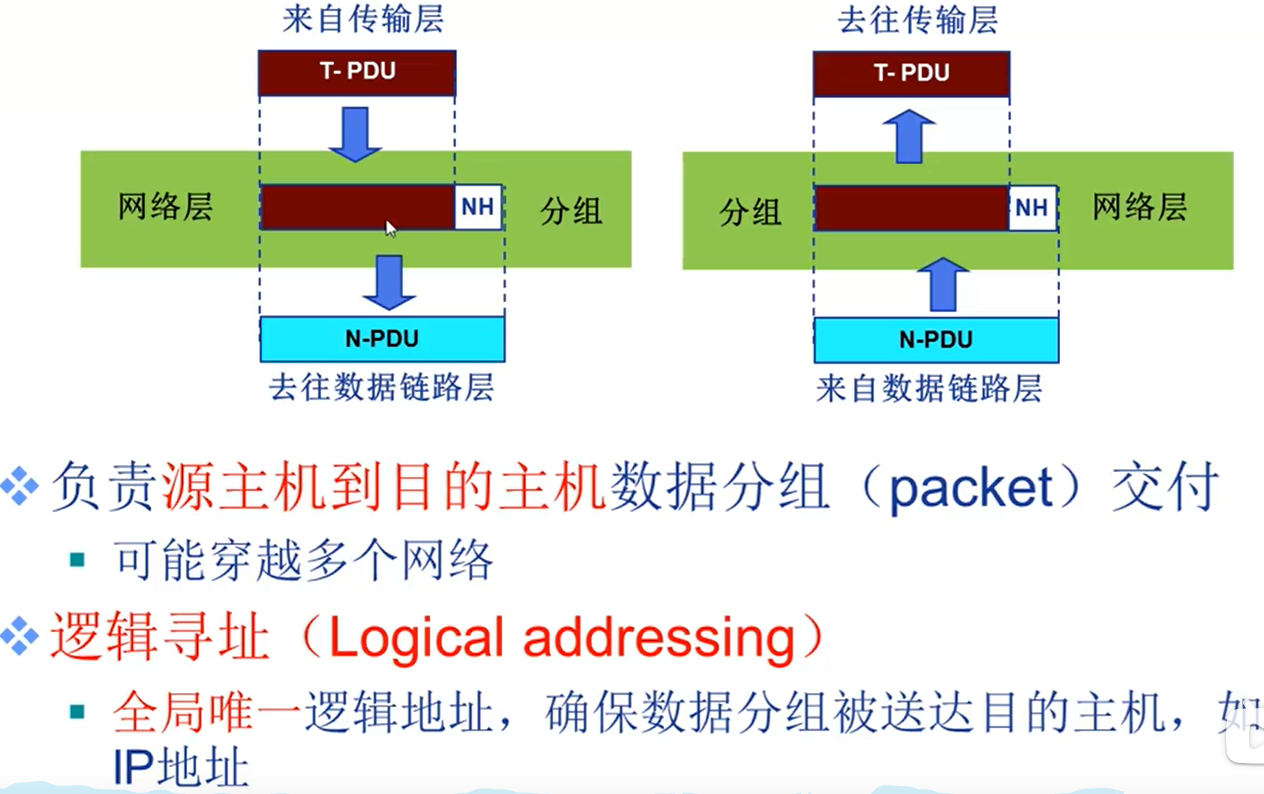 来自传输层
去往传输层
T- PDU
T- PDU
网络层
NH
分组
分组
NH
网络层
N-PDU
N-PDU
去往数据链路层
来自数据链路层
负责源主机到目的主机数据分组（packet）交付
可能穿越多个网络
逻辑寻址（Logical addressing）
全局唯一逻辑地址，确保数据分组被送达目的主机，如
IP地址